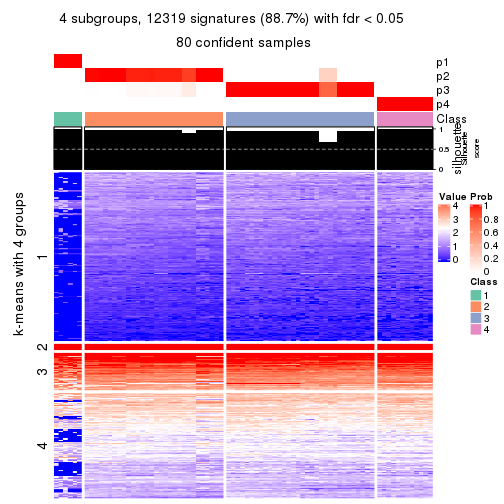 4 subgroups, 12319 signatures (88.7%) with fdr < 0.05
80 confident samples
p1
p2
p3
p4
Class
1
0.5
0
silhouette
Silhouette
score
k-means with 4 groups
1
2
3
4
Value
4
3
2
1
0
Prob
1
0.8
0.6
0.4
0.2
0
Class
1
2
3
4